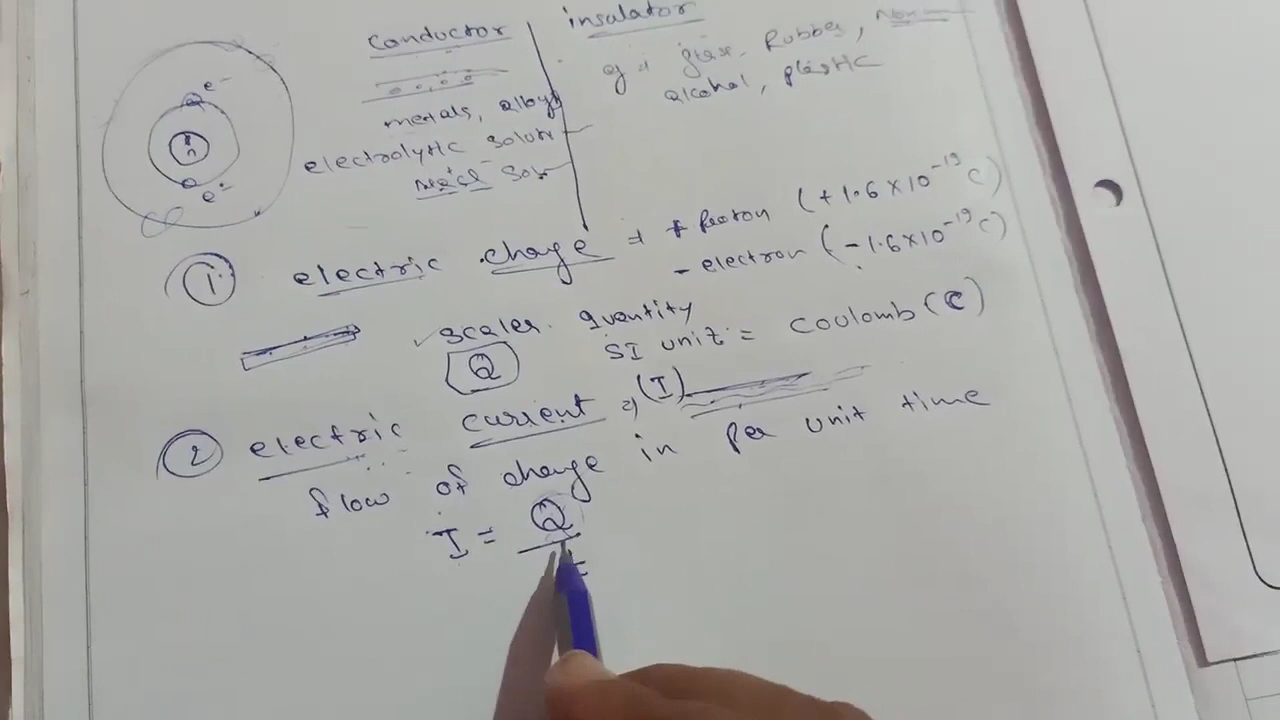 conductor
insulator
eg → glass, Rubber, Non
alcohol, plastic
metals, alloys
electrolytic solution
NaCl soln
e-
n
e-
① electric charge → + proton (+1.6×10⁻¹⁹ C)
- electron (-1.6×10⁻¹⁹ C)
✓ scaler. quantity
Q
SI unit = coulomb (C)
② electric current → (I)
flow of charge in per unit time
I = Q